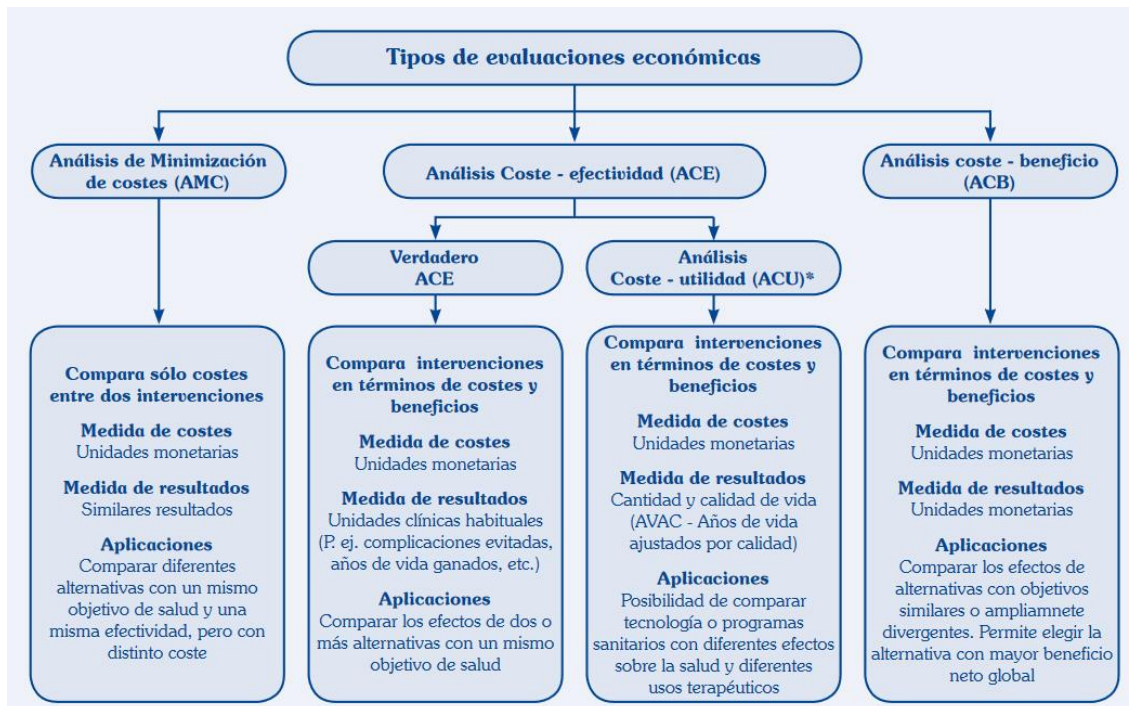 Tipos de evaluaciones económicas
Análisis de Minimización
de costes (AMC)
Análisis Coste - efectividad (ACE)
Análisis coste - beneficio
(ACB)
Verdadero
ACE
Análisis
Coste - utilidad (ACU)*
Compara sólo costes
entre dos intervenciones
Medida de costes
Unidades monetarias
Medida de resultados
Similares resultados
Aplicaciones
Comparar diferentes
alternativas con un mismo
objetivo de salud y una
misma efectividad, pero con
distinto coste
Compara intervenciones
en términos de costes y
beneficios
Medida de costes
Unidades monetarias
Medida de resultados
Unidades clínicas habituales
(P. ej. complicaciones evitadas,
años de vida ganados, etc.)
Aplicaciones
Comparar los efectos de dos o
más alternativas con un mismo
objetivo de salud
Compara intervenciones
en términos de costes y
beneficios
Medida de costes
Unidades monetarias
Medida de resultados
Cantidad y calidad de vida
(AVAC - Años de vida
ajustados por calidad)
Aplicaciones
Posibilidad de comparar
tecnología o programas
sanitarios con diferentes efectos
sobre la salud y diferentes
usos terapéuticos
Compara intervenciones
en términos de costes y
beneficios
Medida de costes
Unidades monetarias
Medida de resultados
Unidades monetarias
Aplicaciones
Comparar los efectos de
alternativas con objetivos
similares o ampliamnete
divergentes. Permite elegir la
alternativa con mayor beneficio
neto global